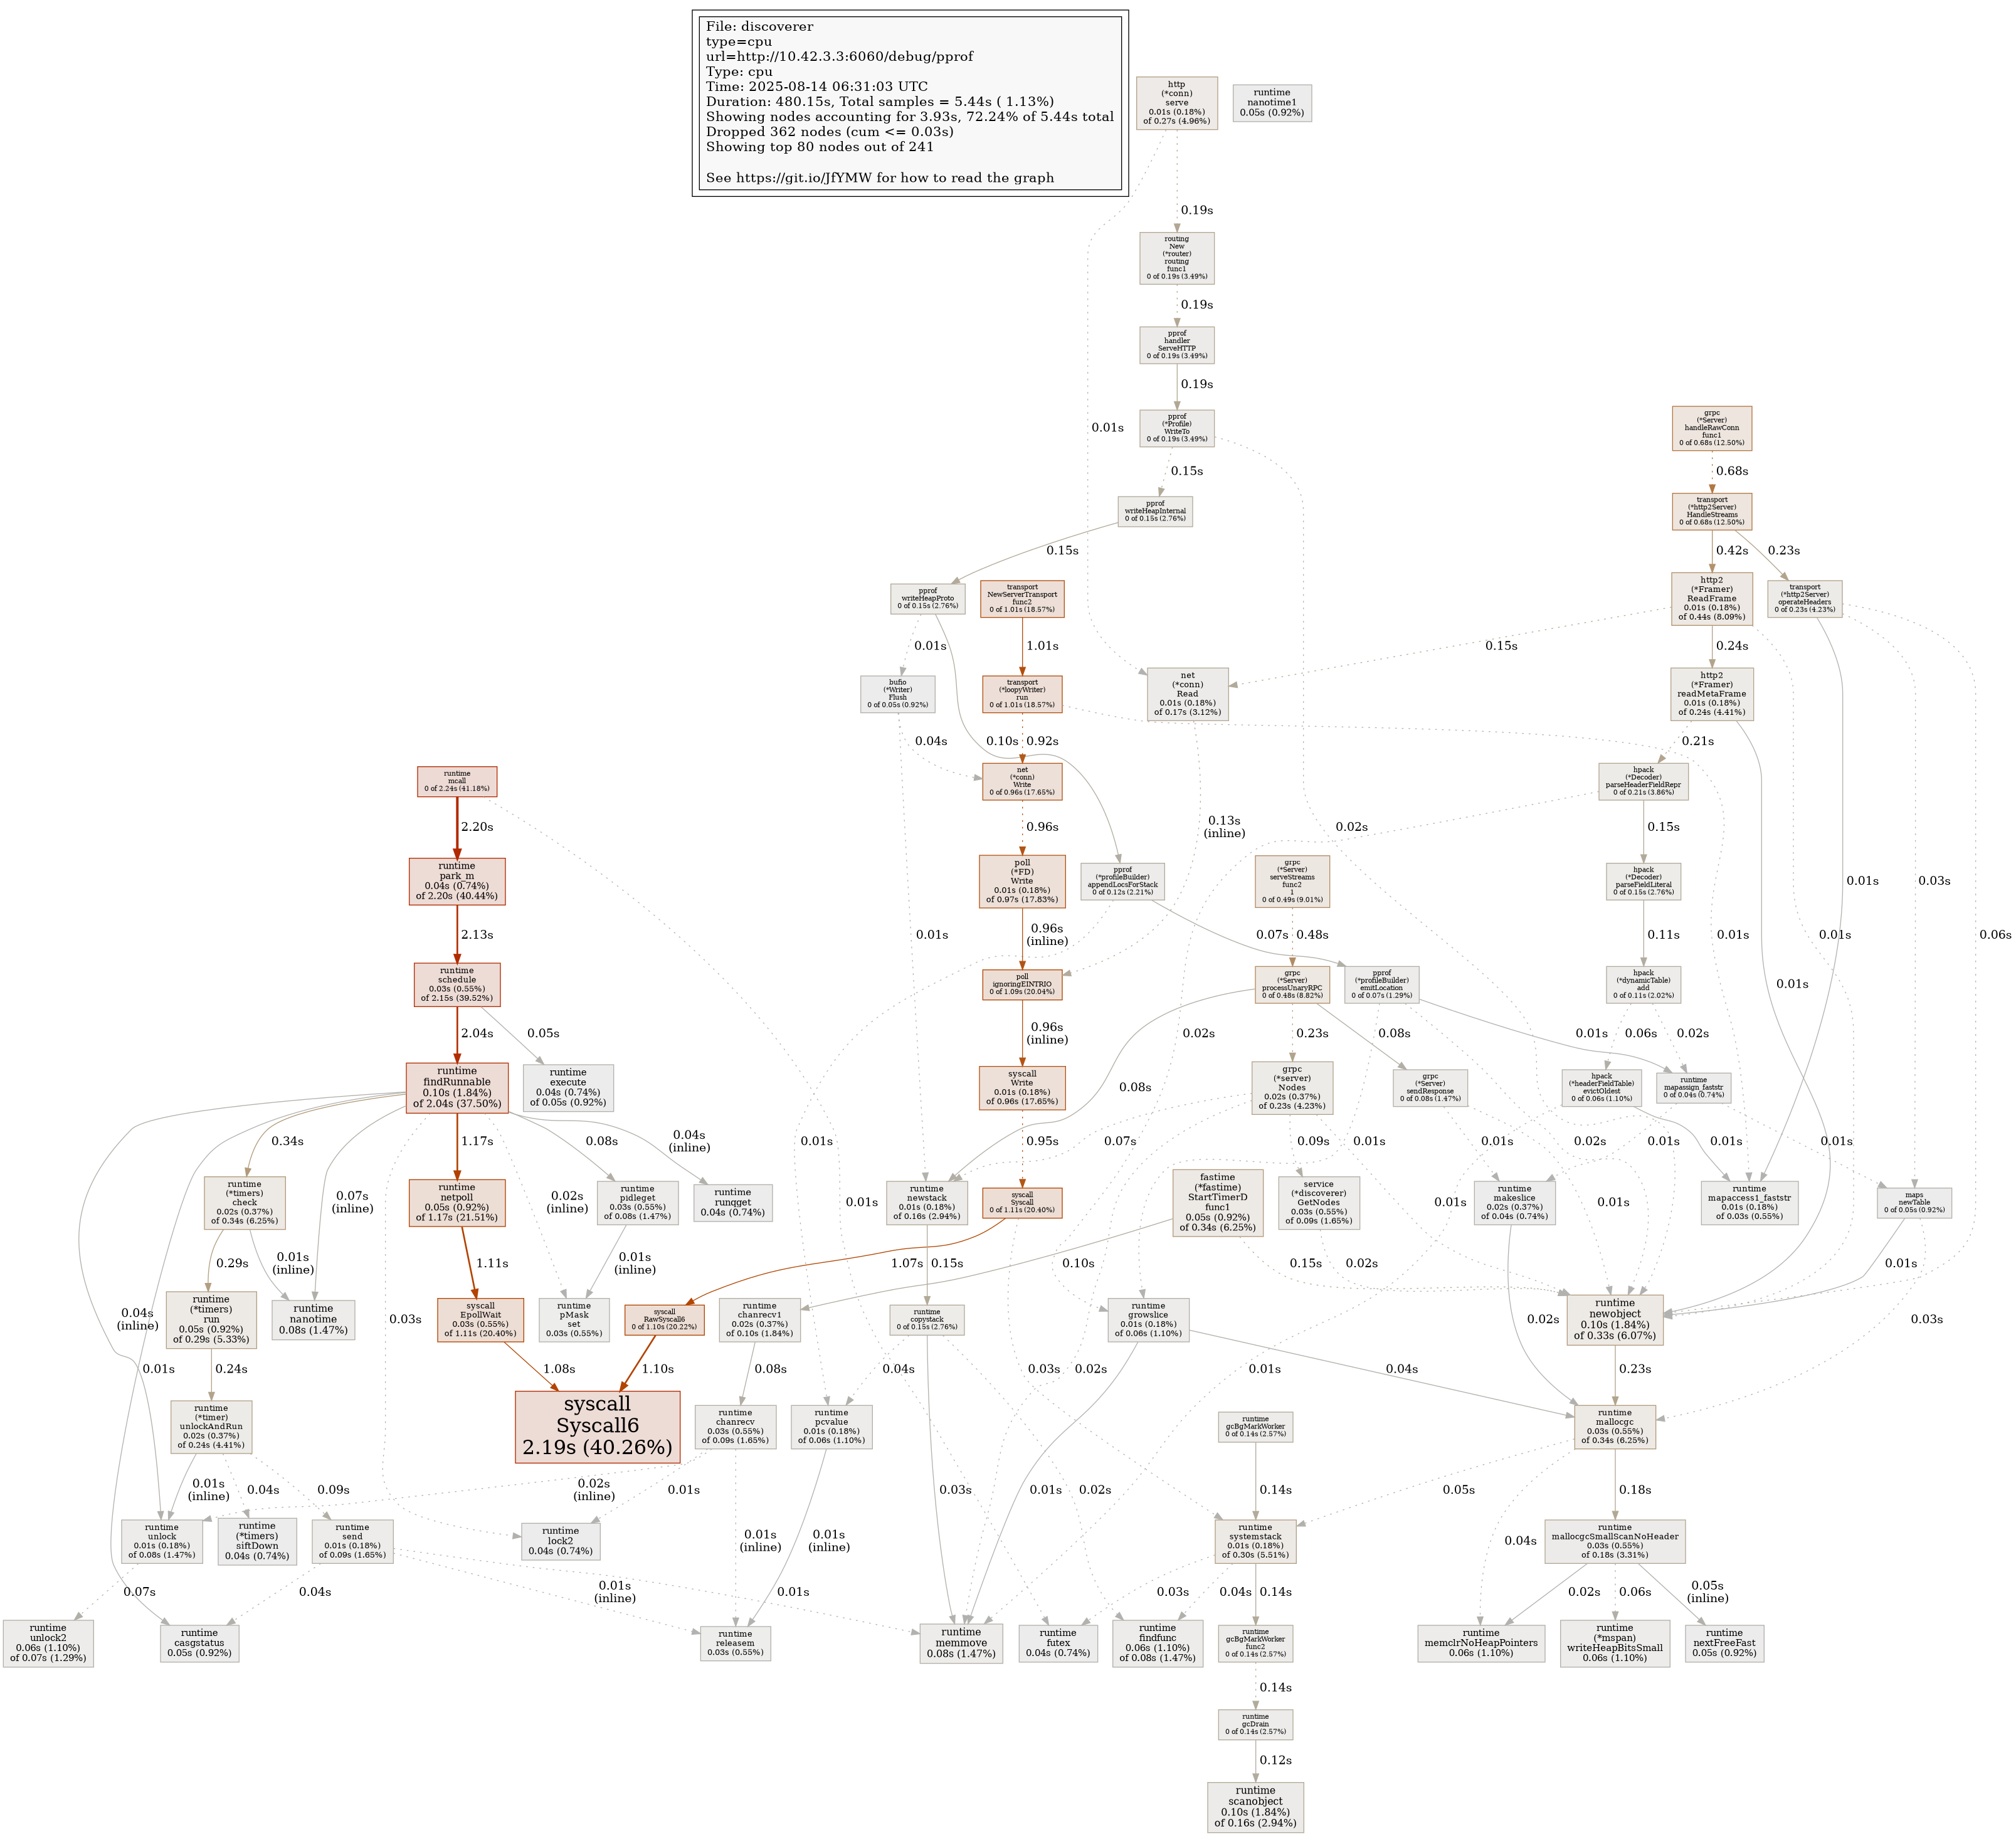 File: discoverer
type=cpu
url=http://10.42.3.3:6060/debug/pprof
Type: cpu
Time: 2025-08-14 06:31:03 UTC
Duration: 480.15s, Total samples = 5.44s ( 1.13%)
Showing nodes accounting for 3.93s, 72.24% of 5.44s total
Dropped 362 nodes (cum <= 0.03s)
Showing top 80 nodes out of 241
See https://git.io/JfYMW for how to read the graph
http
(*conn)
serve
0.01s (0.18%)
of 0.27s (4.96%)
runtime
nanotime1
0.05s (0.92%)
0.19s
routing
New
(*router)
routing
func1
0 of 0.19s (3.49%)
0.19s
pprof
handler
ServeHTTP
0 of 0.19s (3.49%)
0.19s
pprof
(*Profile)
WriteTo
0 of 0.19s (3.49%)
0.01s
grpc
(*Server)
handleRawConn
func1
0 of 0.68s (12.50%)
0.15s
0.68s
pprof
writeHeapInternal
0 of 0.15s (2.76%)
transport
(*http2Server)
HandleStreams
0 of 0.68s (12.50%)
0.15s
0.42s
0.23s
pprof
writeHeapProto
0 of 0.15s (2.76%)
transport
NewServerTransport
func2
0 of 1.01s (18.57%)
http2
(*Framer)
ReadFrame
0.01s (0.18%)
of 0.44s (8.09%)
transport
(*http2Server)
operateHeaders
0 of 0.23s (4.23%)
0.01s
1.01s
0.15s
0.24s
bufio
(*Writer)
Flush
0 of 0.05s (0.92%)
transport
(*loopyWriter)
run
0 of 1.01s (18.57%)
net
(*conn)
Read
0.01s (0.18%)
of 0.17s (3.12%)
http2
(*Framer)
readMetaFrame
0.01s (0.18%)
of 0.24s (4.41%)
0.04s
0.10s
0.92s
0.21s
runtime
mcall
0 of 2.24s (41.18%)
net
(*conn)
Write
0 of 0.96s (17.65%)
hpack
(*Decoder)
parseHeaderFieldRepr
0 of 0.21s (3.86%)
2.20s
0.96s
0.13s
(inline)
0.02s
0.15s
runtime
park_m
0.04s (0.74%)
of 2.20s (40.44%)
poll
(*FD)
Write
0.01s (0.18%)
of 0.97s (17.83%)
pprof
(*profileBuilder)
appendLocsForStack
0 of 0.12s (2.21%)
grpc
(*Server)
serveStreams
func2
1
0 of 0.49s (9.01%)
hpack
(*Decoder)
parseFieldLiteral
0 of 0.15s (2.76%)
0.01s
0.03s
2.13s
0.01s
0.96s
(inline)
0.07s
0.48s
0.11s
0.01s
0.01s
0.06s
runtime
schedule
0.03s (0.55%)
of 2.15s (39.52%)
poll
ignoringEINTRIO
0 of 1.09s (20.04%)
grpc
(*Server)
processUnaryRPC
0 of 0.48s (8.82%)
pprof
(*profileBuilder)
emitLocation
0 of 0.07s (1.29%)
hpack
(*dynamicTable)
add
0 of 0.11s (2.02%)
0.01s
2.04s
0.05s
0.96s
(inline)
0.02s
0.23s
0.08s
0.01s
0.06s
0.02s
runtime
findRunnable
0.10s (1.84%)
of 2.04s (37.50%)
runtime
execute
0.04s (0.74%)
of 0.05s (0.92%)
syscall
Write
0.01s (0.18%)
of 0.96s (17.65%)
0.08s
grpc
(*server)
Nodes
0.02s (0.37%)
of 0.23s (4.23%)
grpc
(*Server)
sendResponse
0 of 0.08s (1.47%)
hpack
(*headerFieldTable)
evictOldest
0 of 0.06s (1.10%)
runtime
mapassign_faststr
0 of 0.04s (0.74%)
0.34s
1.17s
0.08s
0.04s
(inline)
0.01s
0.95s
0.07s
0.09s
0.01s
0.01s
0.02s
0.01s
0.01s
0.01s
runtime
(*timers)
check
0.02s (0.37%)
of 0.34s (6.25%)
0.07s
(inline)
runtime
netpoll
0.05s (0.92%)
of 1.17s (21.51%)
0.02s
(inline)
runtime
pidleget
0.03s (0.55%)
of 0.08s (1.47%)
runtime
runqget
0.04s (0.74%)
0.01s
runtime
newstack
0.01s (0.18%)
of 0.16s (2.94%)
syscall
Syscall
0 of 1.11s (20.40%)
fastime
(*fastime)
StartTimerD
func1
0.05s (0.92%)
of 0.34s (6.25%)
service
(*discoverer)
GetNodes
0.03s (0.55%)
of 0.09s (1.65%)
0.01s
runtime
makeslice
0.02s (0.37%)
of 0.04s (0.74%)
0.01s
runtime
mapaccess1_faststr
0.01s (0.18%)
of 0.03s (0.55%)
maps
newTable
0 of 0.05s (0.92%)
0.29s
0.01s
(inline)
1.11s
0.01s
(inline)
1.07s
0.15s
0.10s
0.15s
0.02s
0.01s
0.04s
(inline)
runtime
(*timers)
run
0.05s (0.92%)
of 0.29s (5.33%)
runtime
nanotime
0.08s (1.47%)
0.03s
syscall
EpollWait
0.03s (0.55%)
of 1.11s (20.40%)
runtime
pMask
set
0.03s (0.55%)
syscall
RawSyscall6
0 of 1.10s (20.22%)
runtime
chanrecv1
0.02s (0.37%)
of 0.10s (1.84%)
runtime
copystack
0 of 0.15s (2.76%)
runtime
growslice
0.01s (0.18%)
of 0.06s (1.10%)
0.02s
runtime
newobject
0.10s (1.84%)
of 0.33s (6.07%)
0.03s
0.01s
0.24s
1.08s
1.10s
0.08s
0.04s
0.04s
0.03s
0.02s
0.01s
0.04s
0.23s
runtime
(*timer)
unlockAndRun
0.02s (0.37%)
of 0.24s (4.41%)
syscall
Syscall6
2.19s (40.26%)
runtime
chanrecv
0.03s (0.55%)
of 0.09s (1.65%)
runtime
pcvalue
0.01s (0.18%)
of 0.06s (1.10%)
runtime
gcBgMarkWorker
0 of 0.14s (2.57%)
runtime
mallocgc
0.03s (0.55%)
of 0.34s (6.25%)
0.01s
(inline)
0.04s
0.09s
0.02s
(inline)
0.01s
0.03s
0.01s
0.02s
0.14s
0.05s
0.18s
runtime
unlock
0.01s (0.18%)
of 0.08s (1.47%)
runtime
(*timers)
siftDown
0.04s (0.74%)
runtime
send
0.01s (0.18%)
of 0.09s (1.65%)
runtime
lock2
0.04s (0.74%)
0.01s
(inline)
0.01s
(inline)
runtime
systemstack
0.01s (0.18%)
of 0.30s (5.51%)
0.04s
runtime
mallocgcSmallScanNoHeader
0.03s (0.55%)
of 0.18s (3.31%)
0.07s
0.04s
0.01s
(inline)
0.01s
0.03s
0.04s
0.14s
0.02s
0.06s
0.05s
(inline)
runtime
unlock2
0.06s (1.10%)
of 0.07s (1.29%)
runtime
casgstatus
0.05s (0.92%)
runtime
releasem
0.03s (0.55%)
runtime
memmove
0.08s (1.47%)
runtime
futex
0.04s (0.74%)
runtime
findfunc
0.06s (1.10%)
of 0.08s (1.47%)
runtime
gcBgMarkWorker
func2
0 of 0.14s (2.57%)
runtime
memclrNoHeapPointers
0.06s (1.10%)
runtime
(*mspan)
writeHeapBitsSmall
0.06s (1.10%)
runtime
nextFreeFast
0.05s (0.92%)
0.14s
runtime
gcDrain
0 of 0.14s (2.57%)
0.12s
runtime
scanobject
0.10s (1.84%)
of 0.16s (2.94%)